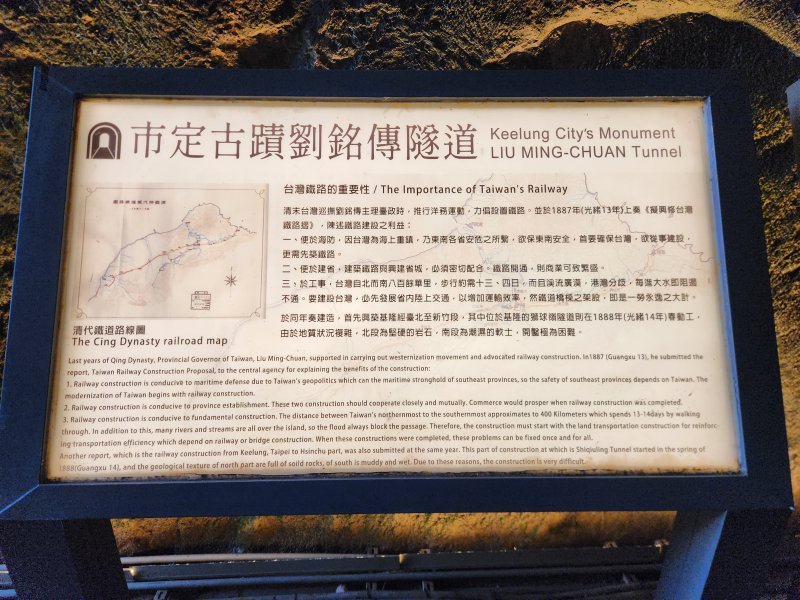 市定古蹟劉銘傳隧道
Keelung City's Monument
LIU MING-CHUAN Tunnel
台灣鐵路的重要性 / The Importance of Taiwan's Railway
清末台灣巡撫劉銘傳主理臺政時，推行洋務運動，力倡設置鐵路。並於1887年(光緒13年)上奏《擬興修台灣
鐵路摺》，陳述鐵路建設之利益：
一、便於海防，因台灣為海上重鎮，乃東南各省安危之所繫，欲保東南安全，首要確保台灣，欲從事建設，
更需先築鐵路。
二、便於建省，建築鐵路與興建省城，必須密切配合。鐵路開通，則商業可致繁盛。
三、於工事，台灣自北而南八百餘華里，步行約需十三、四日，而且溪流廣漠，港灣分歧，每遇大水即阻遏
不通。要建設台灣，必先發展省內陸上交通，以增加運輸效率，然鐵道橋樑之架設，即是一勞永逸之大計。
於同年奏建造，首先興築基隆經臺北至新竹段，其中位於基隆的獅球嶺隧道則在1888年(光緒14年)春動工，
由於地質狀況複雜，北段為堅硬的岩石，南段為潮濕的軟土，開鑿極為困難。
清代鐵道路線圖
The Cing Dynasty railroad map
Last years of Qing Dynasty, Provincial Governor of Taiwan, Liu Ming-Chuan, supported in carrying out westernization movement and advocated railway construction. In1887 (Guangxu 13), he submitted the
report, Taiwan Railway Construction Proposal, to the central agency for explaining the benefits of the construction:
1. Railway construction is conducive to maritime defense due to Taiwan's geopolitics which can the maritime stronghold of southeast provinces, so the safety of southeast provinces depends on Taiwan. The
modernization of Taiwan begins with railway construction.
2. Railway construction is conducive to province establishment. These two construction should cooperate closely and mutually. Commerce would prosper when railway construction was completed.
3. Railway construction is conducive to fundamental construction. The distance between Taiwan's northernmost to the southernmost approximates to 400 Kilometers which spends 13-14days by walking
through. In addition to this, many rivers and streams are all over the island, so the flood always block the passage. Therefore, the construction must start with the land transportation construction for reinforc-
ing transportation efficiency which depend on railway or bridge construction. When these constructions were completed, these problems can be fixed once and for all.
Another report, which is the railway construction from Keelung, Taipei to Hsinchu part, was also submitted at the same year. This part of construction at which is Shiqiuling Tunnel started in the spring of
1888(Guangxu 14), and the geological texture of north part are full of soild rocks, of south is muddy and wet. Due to these reasons, the construction is very difficult.